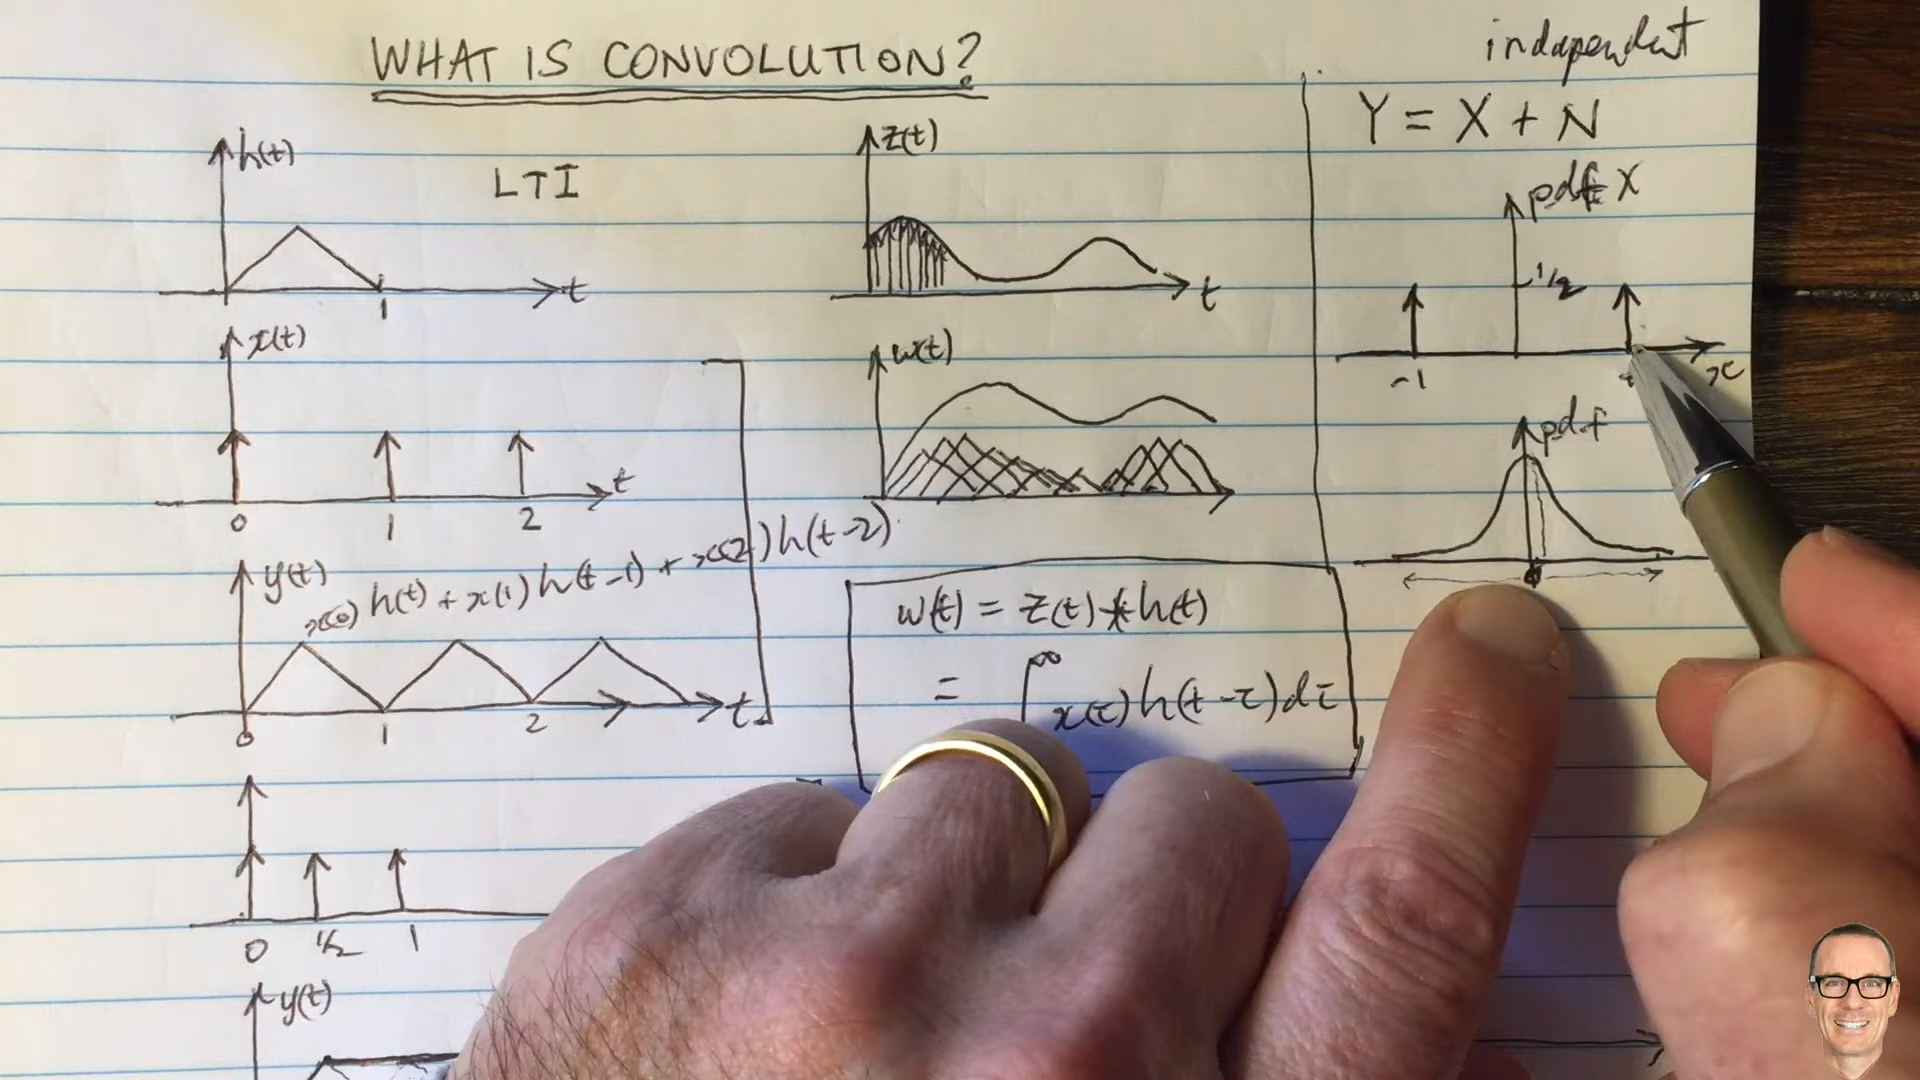 WHAT IS CONVOLUTION?
h(t)
LTI
1
t
x(t)
0
1
2
t
y(t)
x(0) h(t) + x(1) h(t-1) + x(2) h(t-2)
0
1
2
t
0
1/2
1
y(t)
z(t)
t
w(t)
w(t) = z(t) * h(t)
= ∫ ∞ x(τ) h(t-τ) dτ
independent
Y = X + N
pdf X
1/2
-1
x
pdf
0